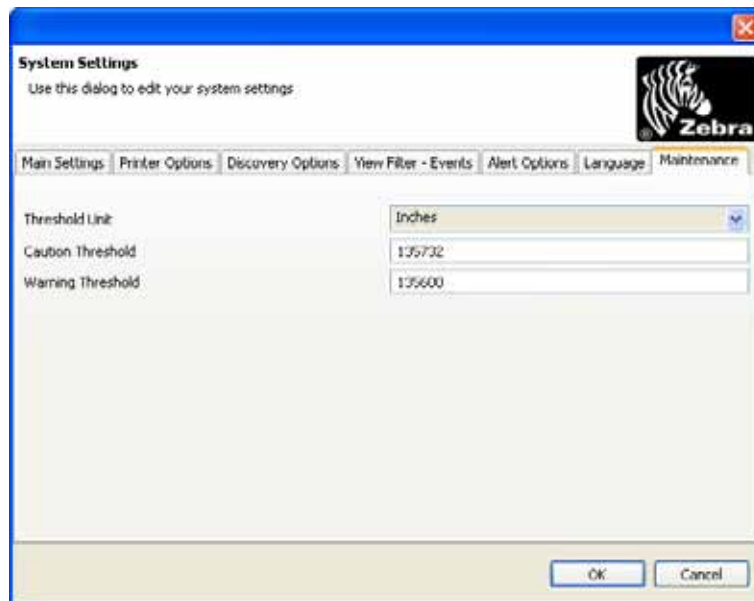 System Settings
Use this dialog to edit your system settings
® Zebra
Main Settings Printer Options Discovery Options View Filter - Events Alert Options Language Maintenance
Threshold Unit Inches
Caution Threshold 135732
Warning Threshold 135600
OK Cancel